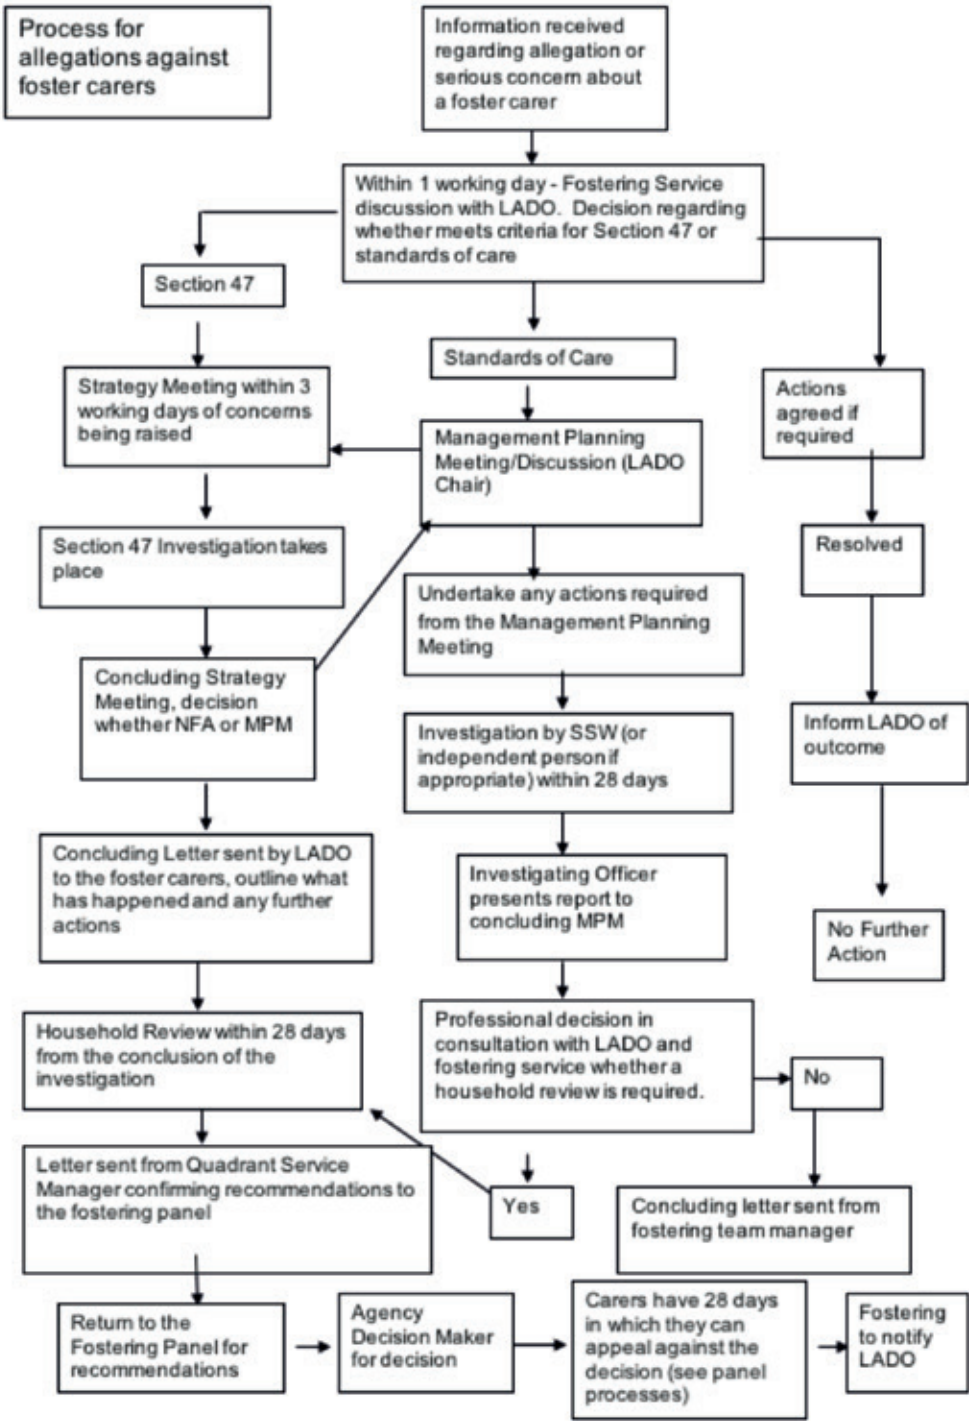 Process for
allegations against
foster carers
Information received
regarding allegation or
serious concern about
a foster carer
Within 1 working day - Fostering Service
discussion with LADO.  Decision regarding
whether meets criteria for Section 47 or
standards of care
Section 47
Standards of Care
Strategy Meeting within 3
working days of concerns
being raised
Actions
agreed if
required
Management Planning
Meeting/Discussion (LADO
Chair)
Section 47 Investigation takes
place
Resolved
Undertake any actions required
from the Management Planning
Meeting
Concluding Strategy
Meeting, decision
whether NFA or MPM
Investigation by SSW (or
independent person if
appropriate) within 28 days
Inform LADO of
outcome
Concluding Letter sent by LADO
to the foster carers, outline what
has happened and any further
actions
Investigating Officer
presents report to
concluding MPM
No Further
Action
Household Review within 28 days
from the conclusion of the
investigation
Professional decision in
consultation with LADO and
fostering service whether a
household review is required.
No
Letter sent from Quadrant Service
Manager confirming recommendations to
the fostering panel
Yes
Concluding letter sent from
fostering team manager
Return to the
Fostering Panel for
recommendations
Agency
Decision Maker
for decision
Carers have 28 days
in which they can
appeal against the
decision (see panel
processes)
Fostering
to notify
LADO